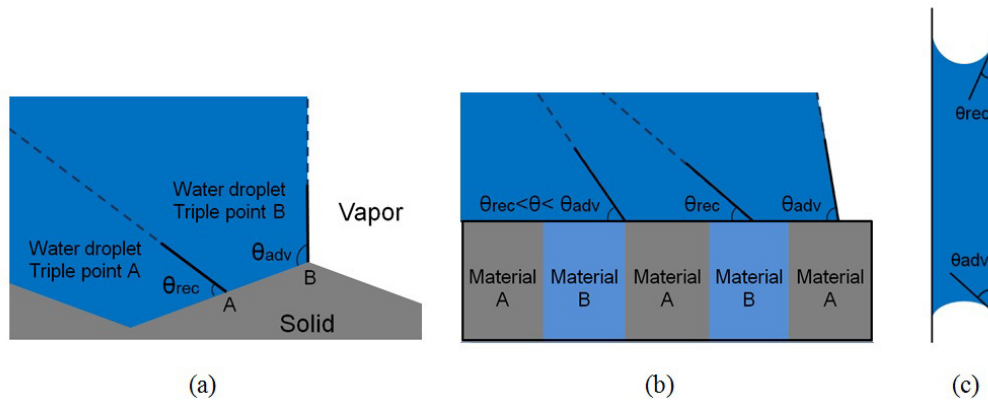 Water droplet
Triple point B
Vapor
Water droplet
Triple point A
θadv
θrec
A
B
Solid
(a)
θrec<θ< θadv
θrec
θadv
Material
A
Material
B
Material
A
Material
B
Material
A
(b)
θrec
θadv
(c)